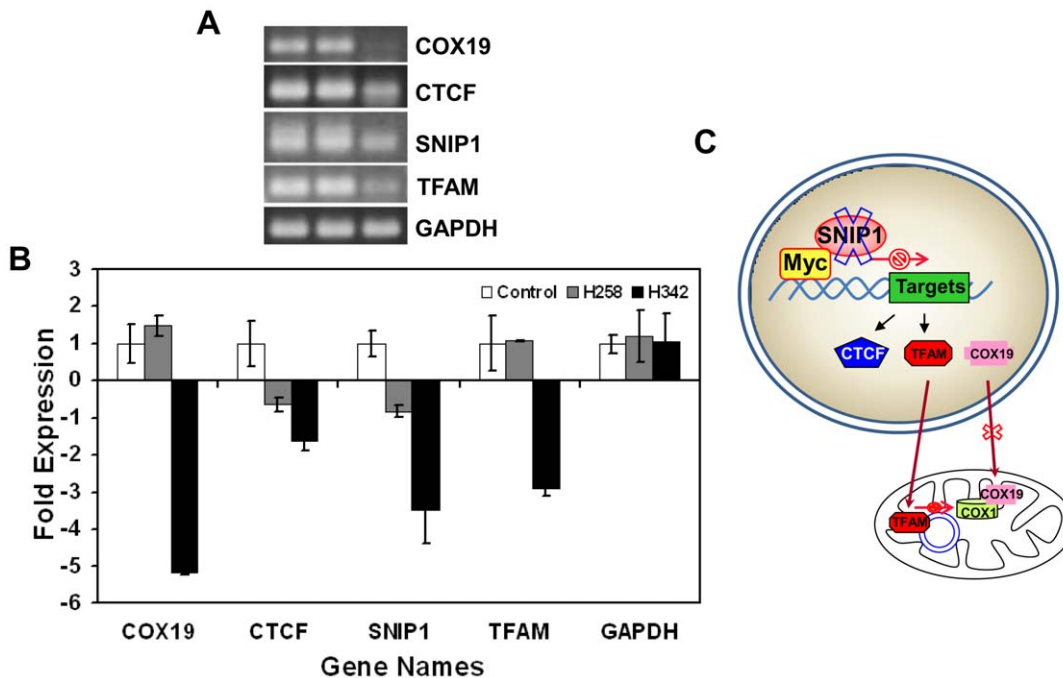 A
COX19
CTCF
SNIP1
TFAM
GAPDH
B
3
2
1
0
-1
-2
-3
-4
-5
-6
Fold Expression
Control H258 H342
COX19 CTCF SNIP1 TFAM GAPDH
Gene Names
C
SNIP1
Myc
Targets
CTCF TFAM COX19
COX19
COX1
TFAM